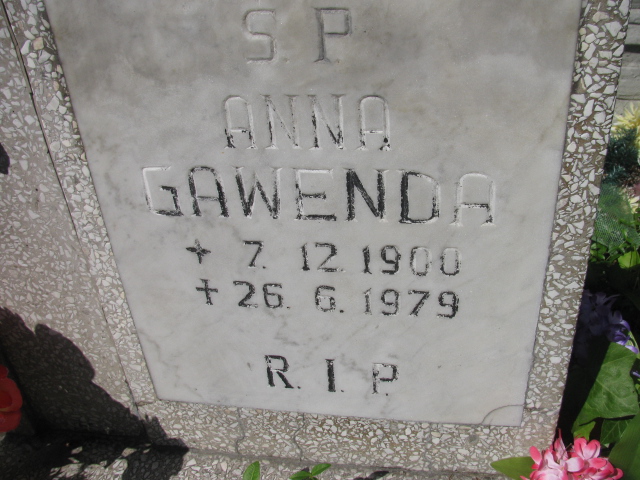 S. P.
ANNA
GAWENDA
+ 7. 12. 1900
+ 26. 6. 1979
R. I. P.